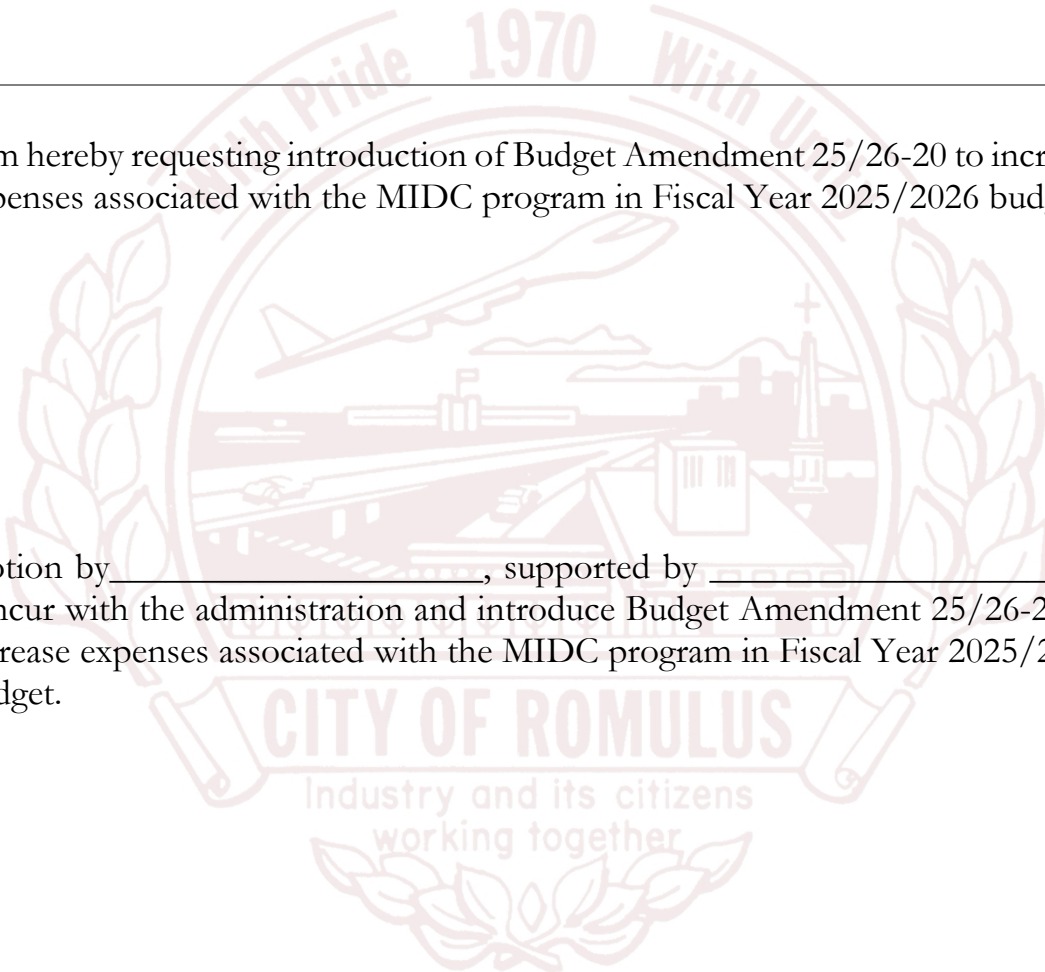 With Pride 1970 With Unity
m hereby requesting introduction of Budget Amendment 25/26-20 to incr
penses associated with the MIDC program in Fiscal Year 2025/2026 bud
otion by____________________, supported by ____________________
ncur with the administration and introduce Budget Amendment 25/26-2
rease expenses associated with the MIDC program in Fiscal Year 2025/2
dget.
CITY OF ROMULUS
Industry and its citizens
working together